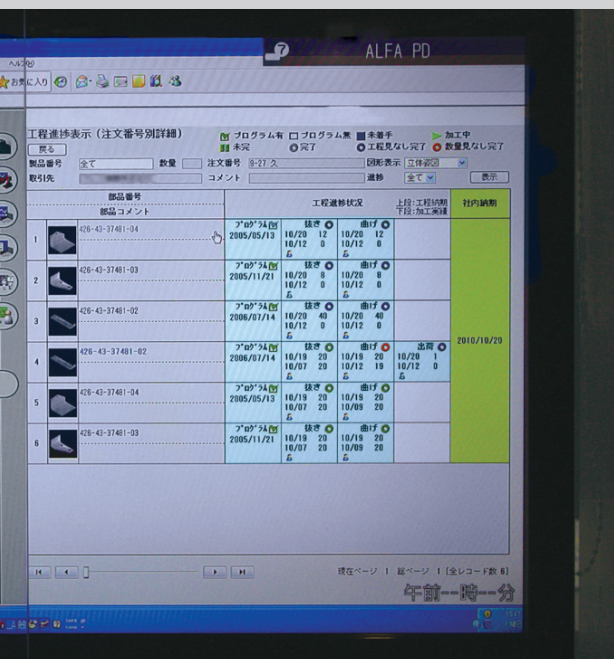 ALFA PD
ヘルプ(H)
お気に入り
工程進捗表示(注文番号別詳細)
プログラム有 プログラム無 未着手 加工中
未完 完了 工程見なし完了 数量見なし完了
戻る
製品番号 全て 数量 注文番号 9-27 久 図形表示 立体姿図
取引先 コメント 進捗 全て 表示
部品番号
部品コメント
工程進捗状況
上段:工程納期
下段:加工実績
社内納期
1 426-43-37481-04
プログラム 抜き 曲げ
2005/05/13 10/20 12 10/20 12
10/12 0 10/12 0
2 426-43-37481-03
プログラム 抜き 曲げ
2005/11/21 10/20 8 10/20 8
10/12 0 10/12 0
3 426-43-37481-02
プログラム 抜き 曲げ
2006/07/14 10/20 40 10/20 40
10/12 0 10/12 0
2010/10/20
4 426-43-37481-02
プログラム 抜き 曲げ 出荷
2006/07/14 10/19 20 10/19 20 10/20 1
10/07 20 10/12 19 10/12 0
5 426-43-37481-04
プログラム 抜き 曲げ
2005/05/13 10/19 20 10/19 20
10/07 20 10/09 20
6 426-43-37481-03
プログラム 抜き 曲げ
2005/11/21 10/19 20 10/19 20
10/07 20 10/09 20
現在ページ 1 総ページ 1 [全レコード数 6]
午前--時--分